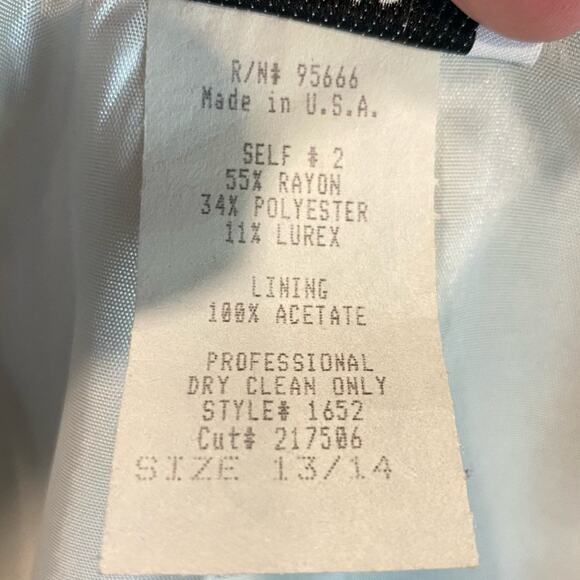 R/N# 95666
Made in U.S.A.
SELF # 2
55% RAYON
34% POLYESTER
11% LUREX
LINING
100% ACETATE
PROFESSIONAL
DRY CLEAN ONLY
STYLE# 1652
Cut# 217506
SIZE 13/14